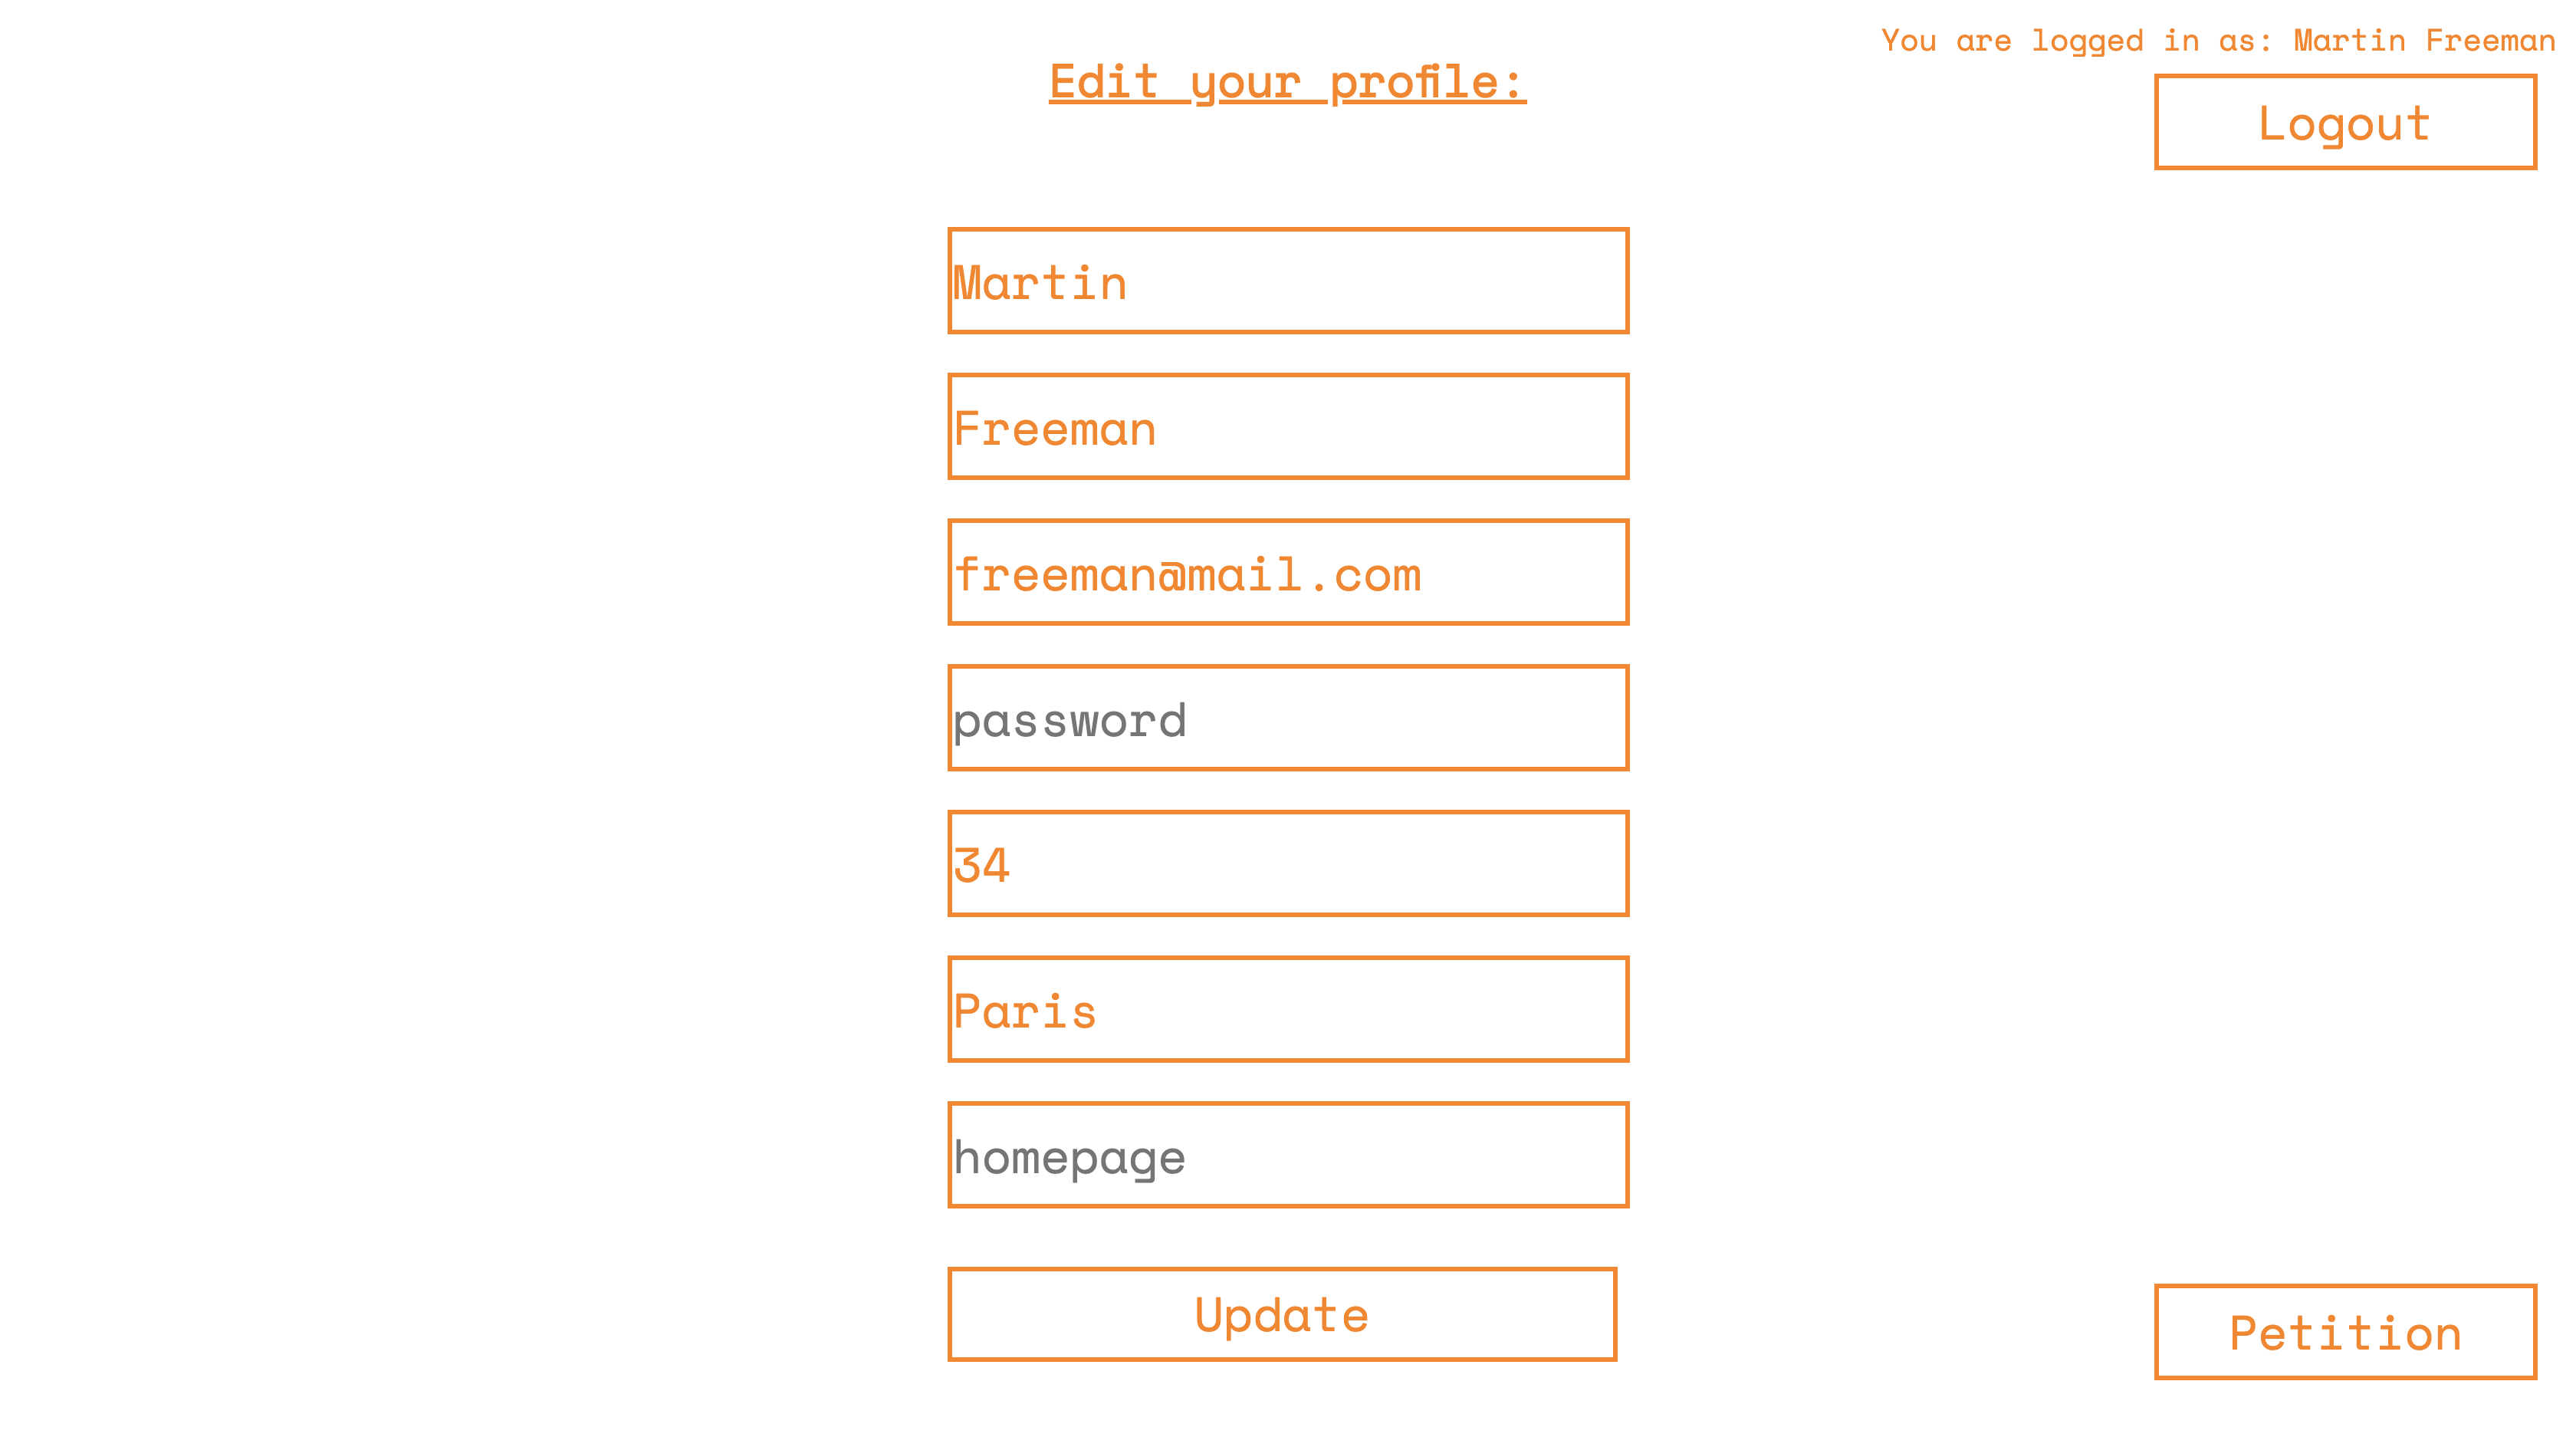 You are logged in as: Martin Freeman
Edit your profile:
Logout
Martin
Freeman
freeman@mail.com
password
34
Paris
homepage
Update
Petition